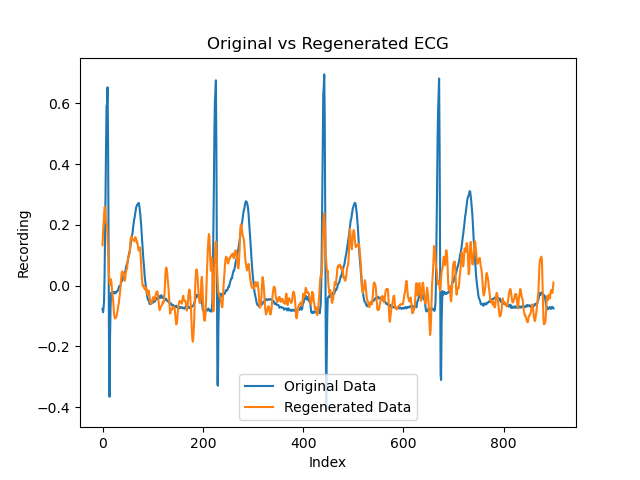 Original vs Regenerated ECG
Recording
0.6
0.4
0.2
0.0
−0.2
−0.4
Original Data
Regenerated Data
0 200 400 600 800
Index